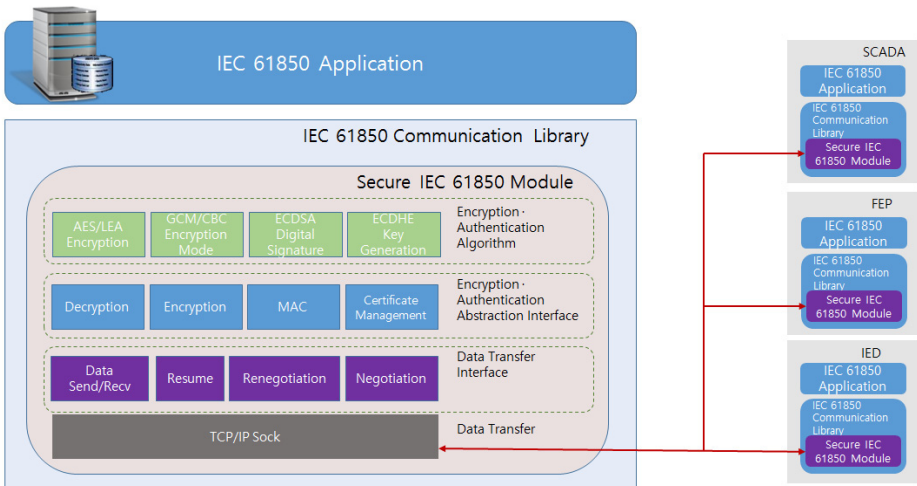 IEC 61850 Application
IEC 61850 Communication Library
Secure IEC 61850 Module
AES/LEA
Encryption
GCM/CBC
Encryption
Mode
ECDSA
Digital
Signature
ECDHE
Key
Generation
Encryption·
Authentication
Algorithm
Decryption
Encryption
MAC
Certificate
Management
Encryption·
Authentication
Abstraction Interface
Data
Send/Recv
Resume
Renegotiation
Negotiation
Data Transfer
Interface
TCP/IP Sock
Data Transfer
SCADA
IEC 61850
Application
IEC 61850
Communication
Library
Secure IEC
61850 Module
FEP
IEC 61850
Application
IEC 61850
Communication
Library
Secure IEC
61850 Module
IED
IEC 61850
Application
IEC 61850
Communication
Library
Secure IEC
61850 Module